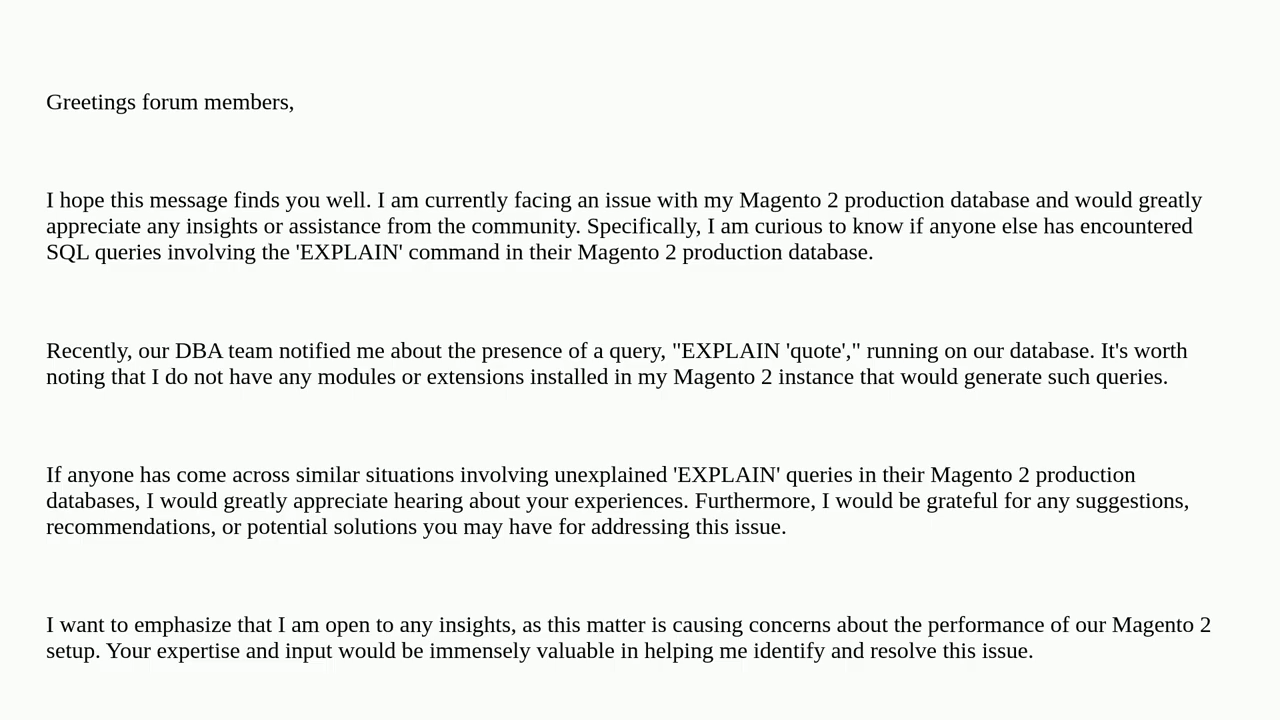 Greetings forum members,
I hope this message finds you well. I am currently facing an issue with my Magento 2 production database and would greatly
appreciate any insights or assistance from the community. Specifically, I am curious to know if anyone else has encountered
SQL queries involving the 'EXPLAIN' command in their Magento 2 production database.
Recently, our DBA team notified me about the presence of a query, "EXPLAIN 'quote'," running on our database. It's worth
noting that I do not have any modules or extensions installed in my Magento 2 instance that would generate such queries.
If anyone has come across similar situations involving unexplained 'EXPLAIN' queries in their Magento 2 production
databases, I would greatly appreciate hearing about your experiences. Furthermore, I would be grateful for any suggestions,
recommendations, or potential solutions you may have for addressing this issue.
I want to emphasize that I am open to any insights, as this matter is causing concerns about the performance of our Magento 2
setup. Your expertise and input would be immensely valuable in helping me identify and resolve this issue.